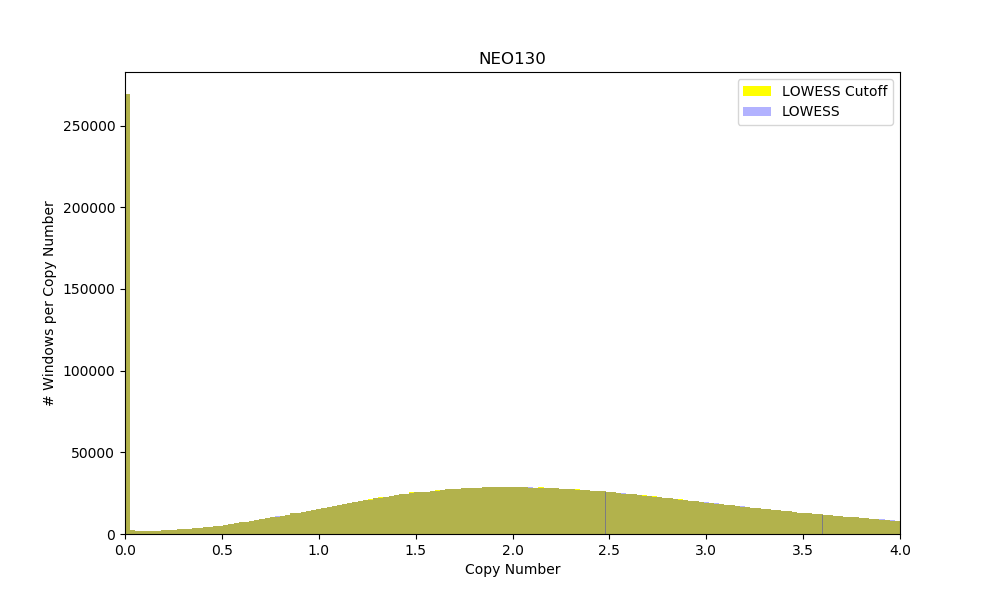 NEO130
LOWESS Cutoff
LOWESS
# Windows per Copy Number
250000
200000
150000
100000
50000
0
0.0 0.5 1.0 1.5 2.0 2.5 3.0 3.5 4.0
Copy Number